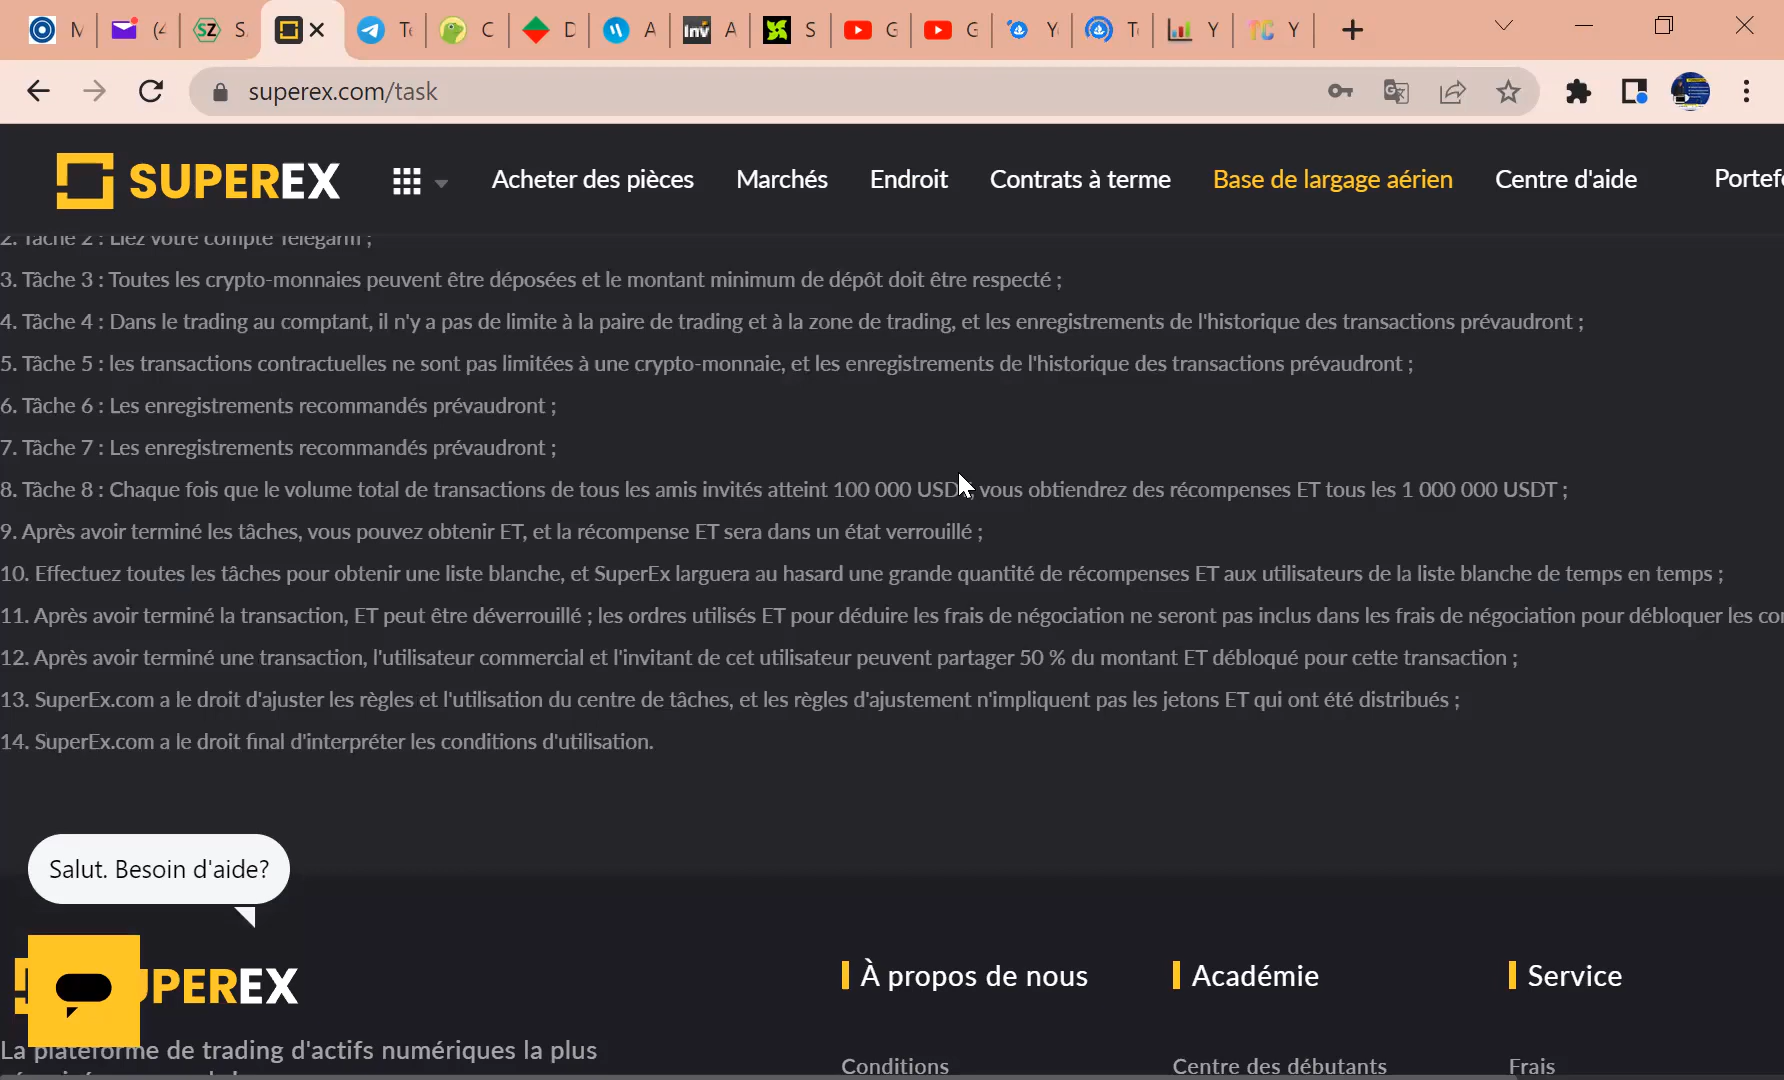 M
(4
S.
Te
C
D
A
Inv
A
S
G
G
Y
T
Y
TC
Y
superex.com/task
SUPEREX
Acheter des pièces
Marchés
Endroit
Contrats à terme
Base de largage aérien
Centre d'aide
Portefe
2. Tâche 2 : Liez votre compte Telegarm ;
3. Tâche 3 : Toutes les crypto-monnaies peuvent être déposées et le montant minimum de dépôt doit être respecté ;
4. Tâche 4 : Dans le trading au comptant, il n'y a pas de limite à la paire de trading et à la zone de trading, et les enregistrements de l'historique des transactions prévaudront ;
5. Tâche 5 : les transactions contractuelles ne sont pas limitées à une crypto-monnaie, et les enregistrements de l'historique des transactions prévaudront ;
6. Tâche 6 : Les enregistrements recommandés prévaudront ;
7. Tâche 7 : Les enregistrements recommandés prévaudront ;
8. Tâche 8 : Chaque fois que le volume total de transactions de tous les amis invités atteint 100 000 USD vous obtiendrez des récompenses ET tous les 1 000 000 USDT ;
9. Après avoir terminé les tâches, vous pouvez obtenir ET, et la récompense ET sera dans un état verrouillé ;
10. Effectuez toutes les tâches pour obtenir une liste blanche, et SuperEx larguera au hasard une grande quantité de récompenses ET aux utilisateurs de la liste blanche de temps en temps ;
11. Après avoir terminé la transaction, ET peut être déverrouillé ; les ordres utilisés ET pour déduire les frais de négociation ne seront pas inclus dans les frais de négociation pour débloquer les co
12. Après avoir terminé une transaction, l'utilisateur commercial et l'invitant de cet utilisateur peuvent partager 50 % du montant ET débloqué pour cette transaction ;
13. SuperEx.com a le droit d'ajuster les règles et l'utilisation du centre de tâches, et les règles d'ajustement n'impliquent pas les jetons ET qui ont été distribués ;
14. SuperEx.com a le droit final d'interpréter les conditions d'utilisation.
Salut. Besoin d'aide?
UPEREX
À propos de nous
Académie
Service
La plateforme de trading d'actifs numériques la plus
Conditions
Centre des débutants
Frais